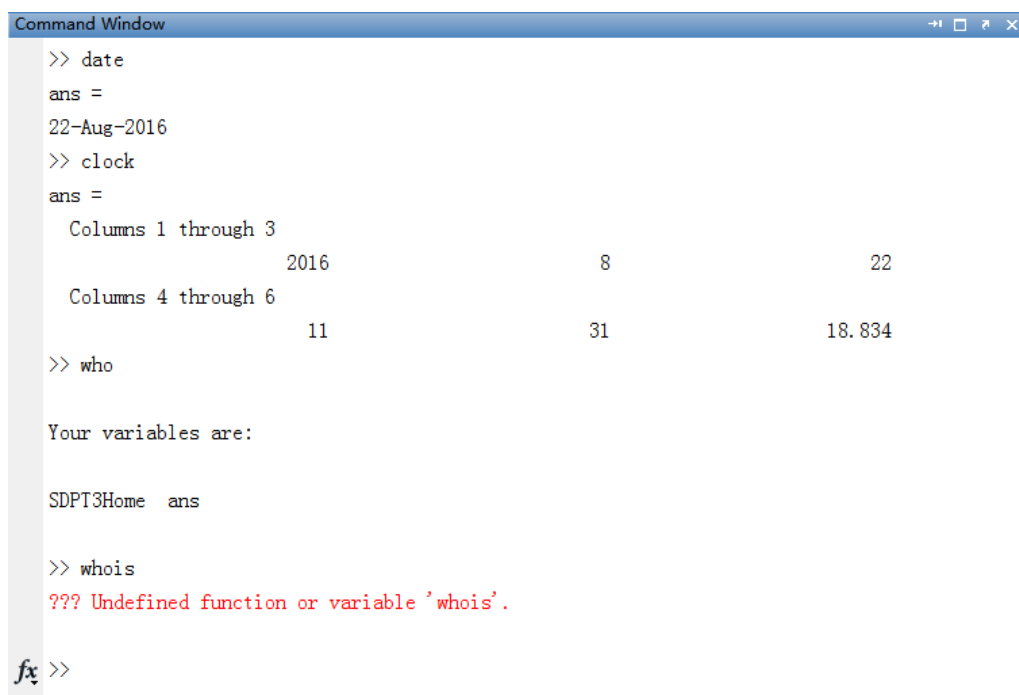 Command Window
>> date
ans =
22-Aug-2016
>> clock
ans =
Columns 1 through 3
2016 8 22
Columns 4 through 6
11 31 18.834
>> who
Your variables are:
SDPT3Home ans
>> whois
??? Undefined function or variable 'whois'.
fx >>